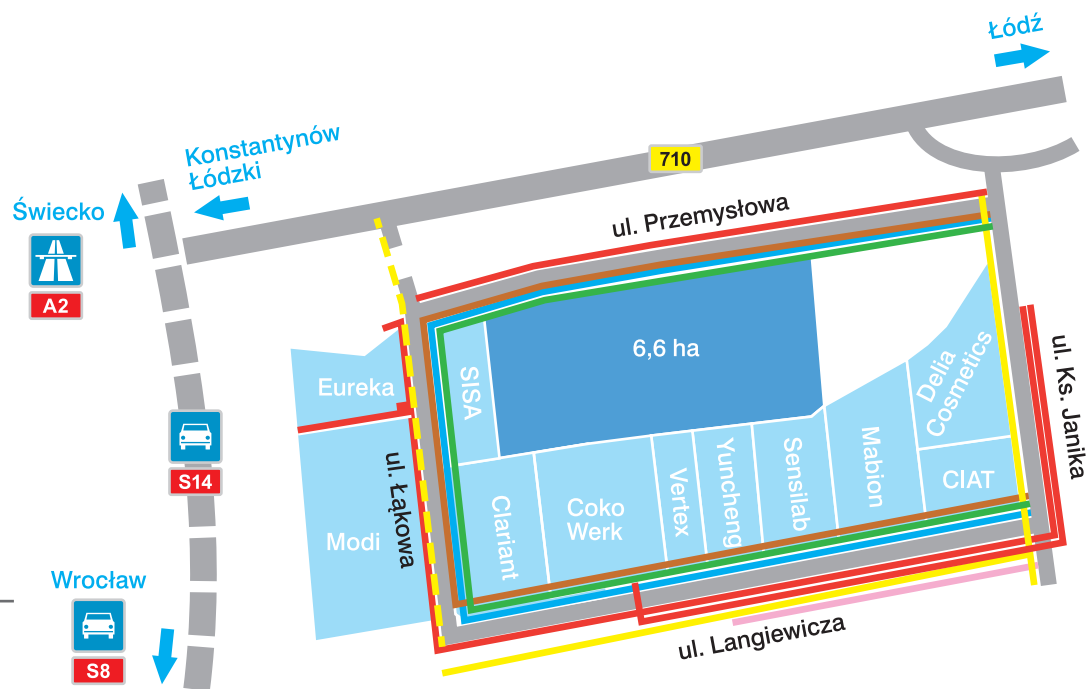 Łódź
Konstantynów
Łódzki
710
Świecko
A2
ul. Przemysłowa
6,6 ha
SISA
Eureka
Delia
Cosmetics
ul. Ks. Janika
S14
ul. Łąkowa
Modi
Clariant
Coko
Werk
Vertex
Yuncheng
Sensilab
Mabion
CIAT
Wrocław
S8
ul. Langiewicza